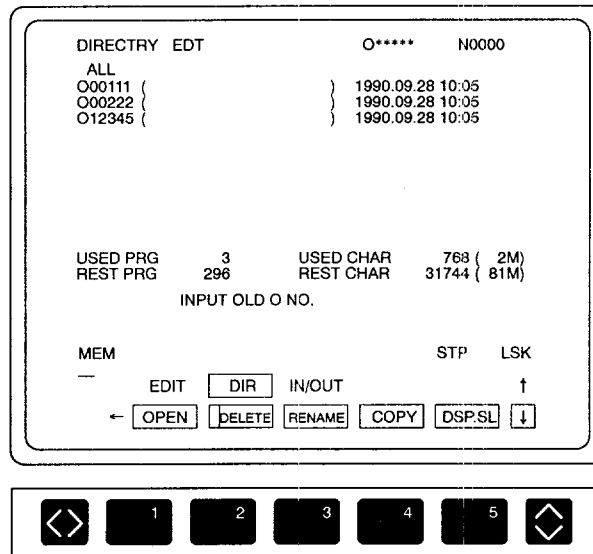 DIRECTRY EDT O***** N0000
ALL
O00111 ( ) 1990.09.28 10:05
O00222 ( ) 1990.09.28 10:05
O12345 ( ) 1990.09.28 10:05
USED PRG 3 USED CHAR 768 ( 2M)
REST PRG 296 REST CHAR 31744 ( 81M)
INPUT OLD O NO.
MEM STP LSK
EDIT DIR IN/OUT ↑
← OPEN DELETE RENAME COPY DSP.SL ↓
1 2 3 4 5